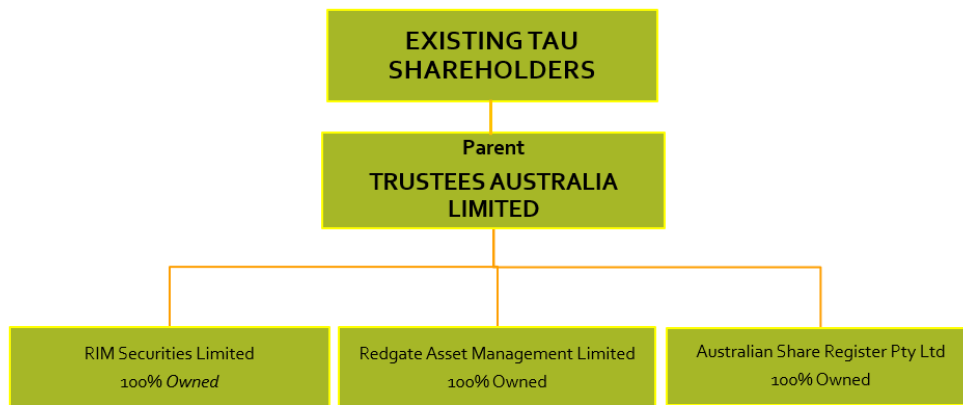 EXISTING TAU
SHAREHOLDERS
Parent
TRUSTEES AUSTRALIA
LIMITED
RIM Securities Limited
100% Owned
Redgate Asset Management Limited
100% Owned
Australian Share Register Pty Ltd
100% Owned